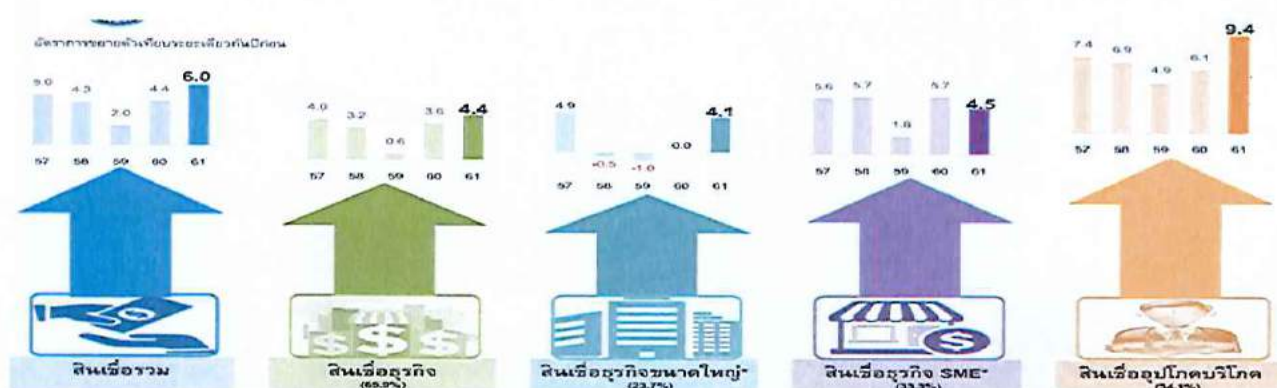 อัตราการขยายตัวเทียบระยะเดียวกันปีก่อน
5.0 4.3 2.0 4.4 6.0
57 58 59 60 61
สินเชื่อรวม
4.0 3.2 0.6 3.6 4.4
57 58 59 60 61
สินเชื่อธุรกิจ
4.9 -0.5 -1.0 0.0 4.1
57 58 59 60 61
สินเชื่อธุรกิจขนาดใหญ่*
5.6 5.7 1.8 5.7 4.5
57 58 59 60 61
สินเชื่อธุรกิจ SME*
7.4 6.9 4.9 6.1 9.4
57 58 59 60 61
สินเชื่ออุปโภคบริโภค